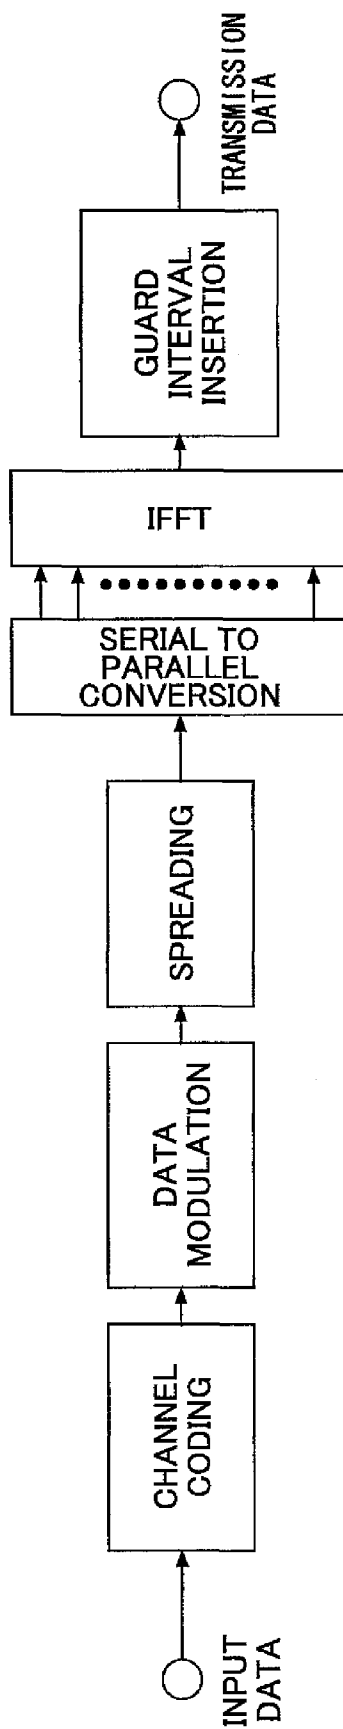 INPUT
DATA
CHANNEL
CODING
DATA
MODULATION
SPREADING
SERIAL TO
PARALLEL
CONVERSION
IFFT
GUARD
INTERVAL
INSERTION
TRANSMISSION
DATA